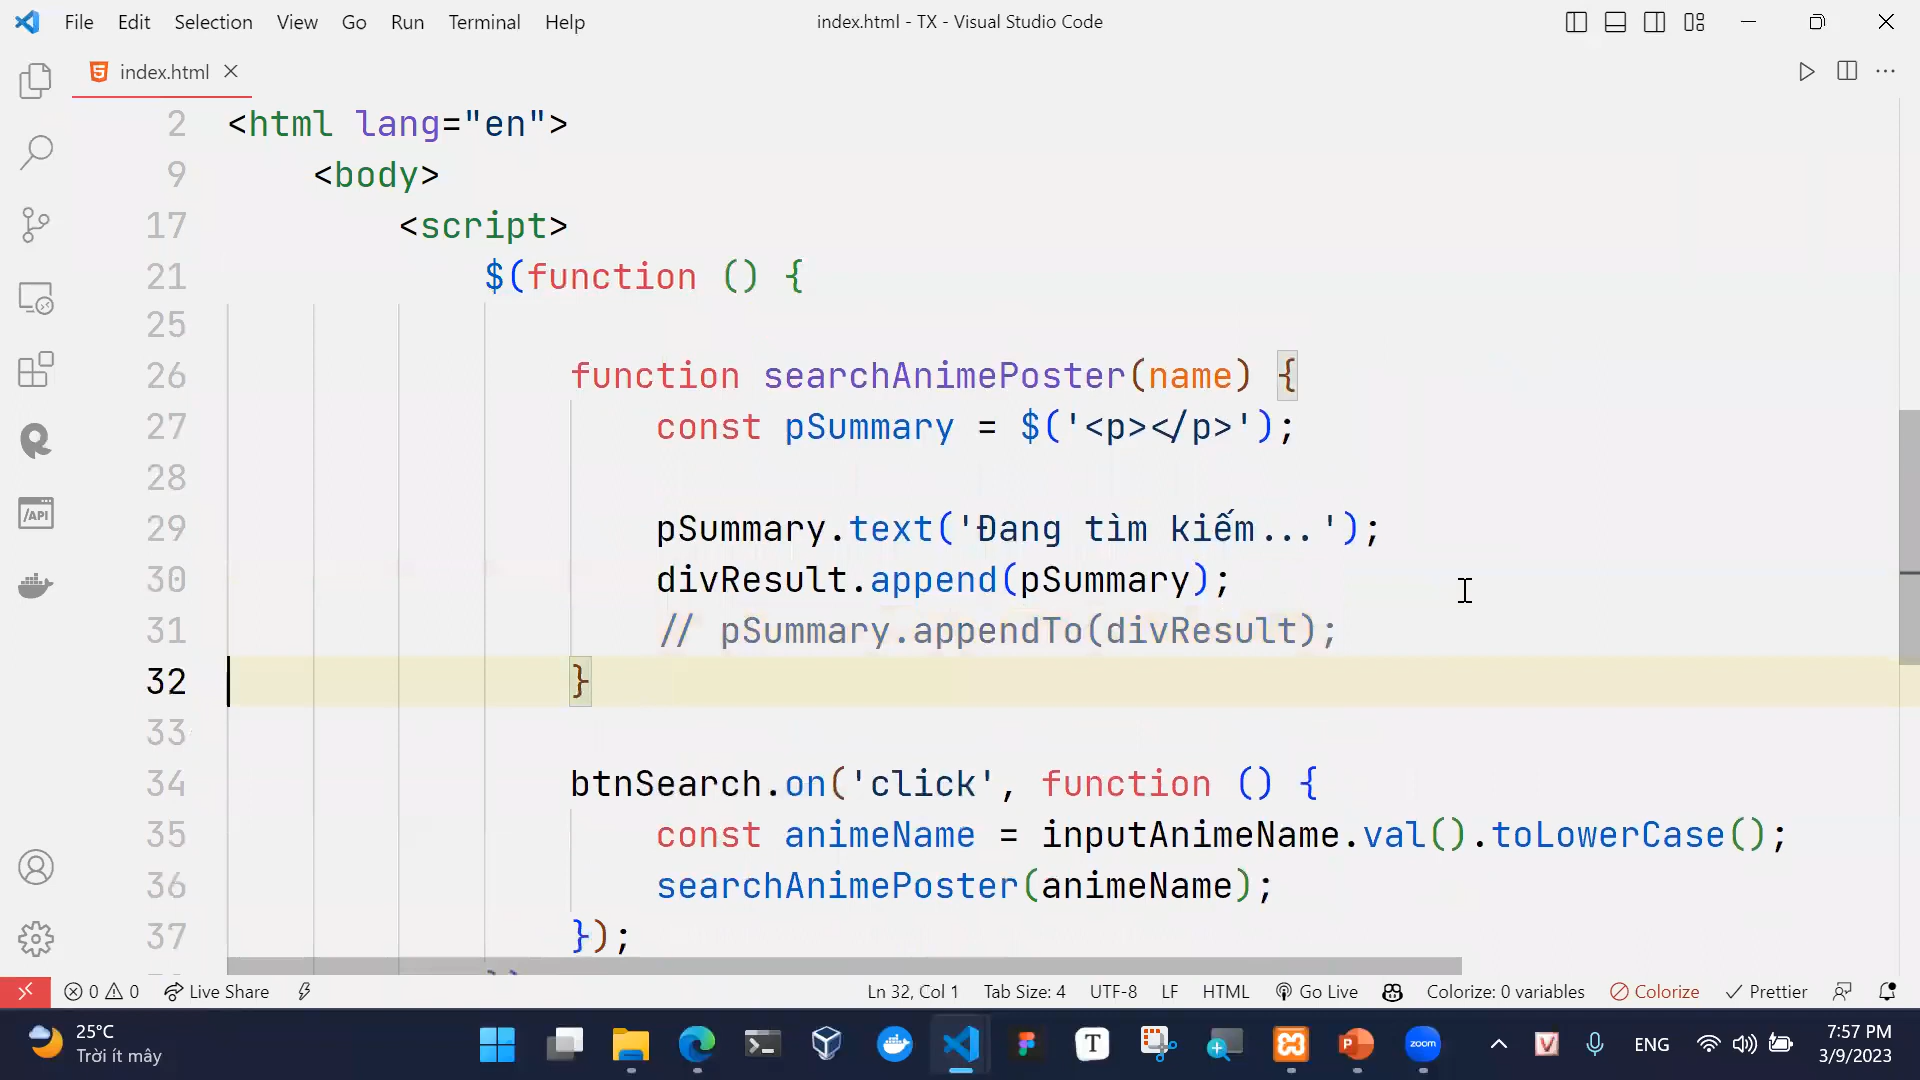 File Edit Selection View Go Run Terminal Help index.html - TX - Visual Studio Code
index.html
2 <html lang="en">
9 <body>
17 <script>
21 $(function () {
25
26 function searchAnimePoster(name) {
27 const pSummary = $('<p></p>');
28
29 pSummary.text('Đang tìm kiếm...');
30 divResult.append(pSummary);
31 // pSummary.appendTo(divResult);
32 }
33
34 btnSearch.on('click', function () {
35 const animeName = inputAnimeName.val().toLowerCase();
36 searchAnimePoster(animeName);
37 });
/API
0 0 Live Share Ln 32, Col 1 Tab Size: 4 UTF-8 LF HTML Go Live Colorize: 0 variables Colorize Prettier
25°C
Trời ít mây
T
zoom
V
ENG
7:57 PM
3/9/2023